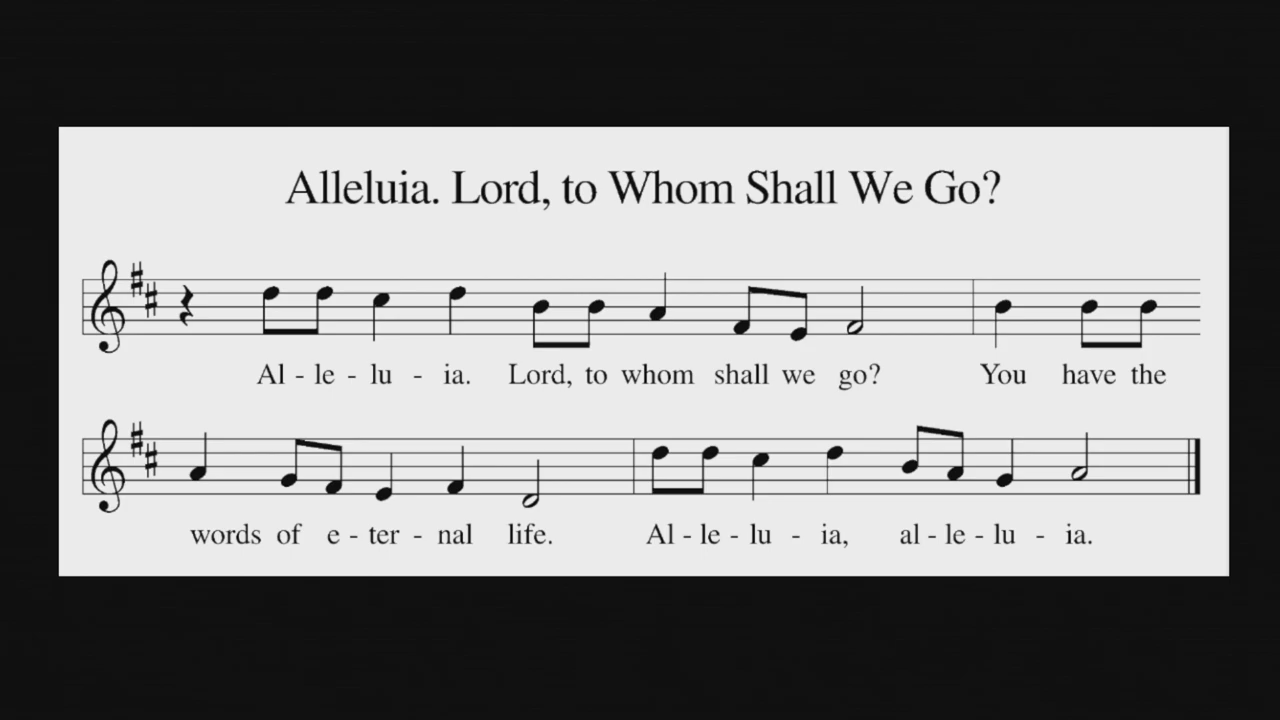 Alleluia. Lord, to Whom Shall We Go?
Al - le - lu - ia. Lord, to whom shall we go? You have the
words of e - ter - nal life. Al - le - lu - ia, al - le - lu - ia.